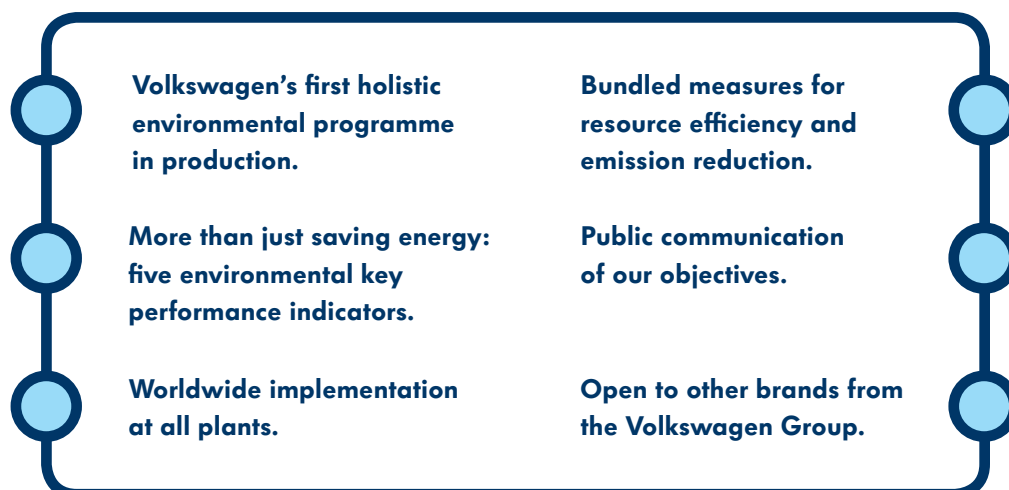 Volkswagen’s first holistic
environmental programme
in production.
More than just saving energy:
five environmental key
performance indicators.
Worldwide implementation
at all plants.
Bundled measures for
resource efficiency and
emission reduction.
Public communication
of our objectives.
Open to other brands from
the Volkswagen Group.